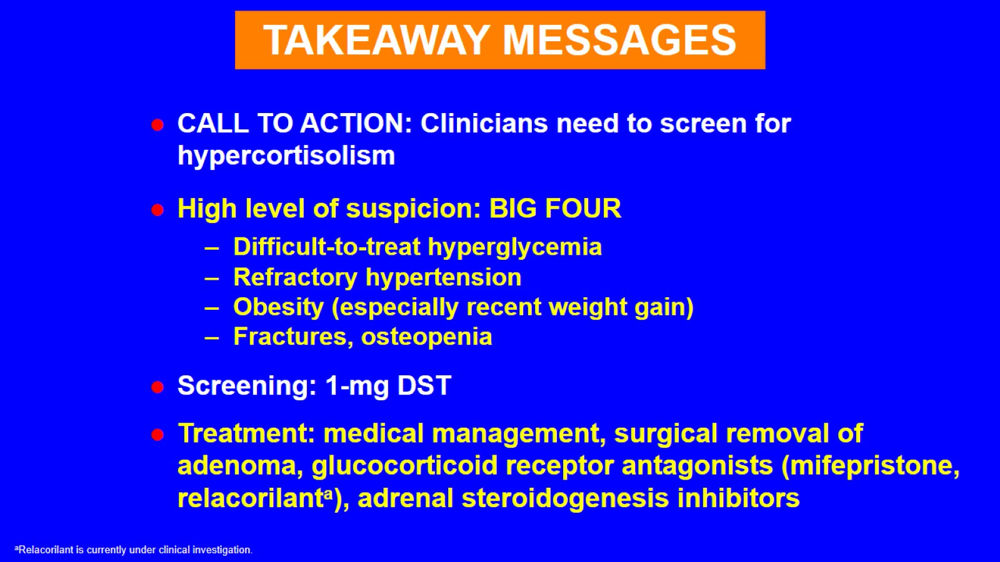 TAKEAWAY MESSAGES
● CALL TO ACTION: Clinicians need to screen for
hypercortisolism
● High level of suspicion: BIG FOUR
– Difficult-to-treat hyperglycemia
– Refractory hypertension
– Obesity (especially recent weight gain)
– Fractures, osteopenia
● Screening: 1-mg DST
● Treatment: medical management, surgical removal of
adenoma, glucocorticoid receptor antagonists (mifepristone,
relacorilantᵃ), adrenal steroidogenesis inhibitors
ᵃRelacorilant is currently under clinical investigation.